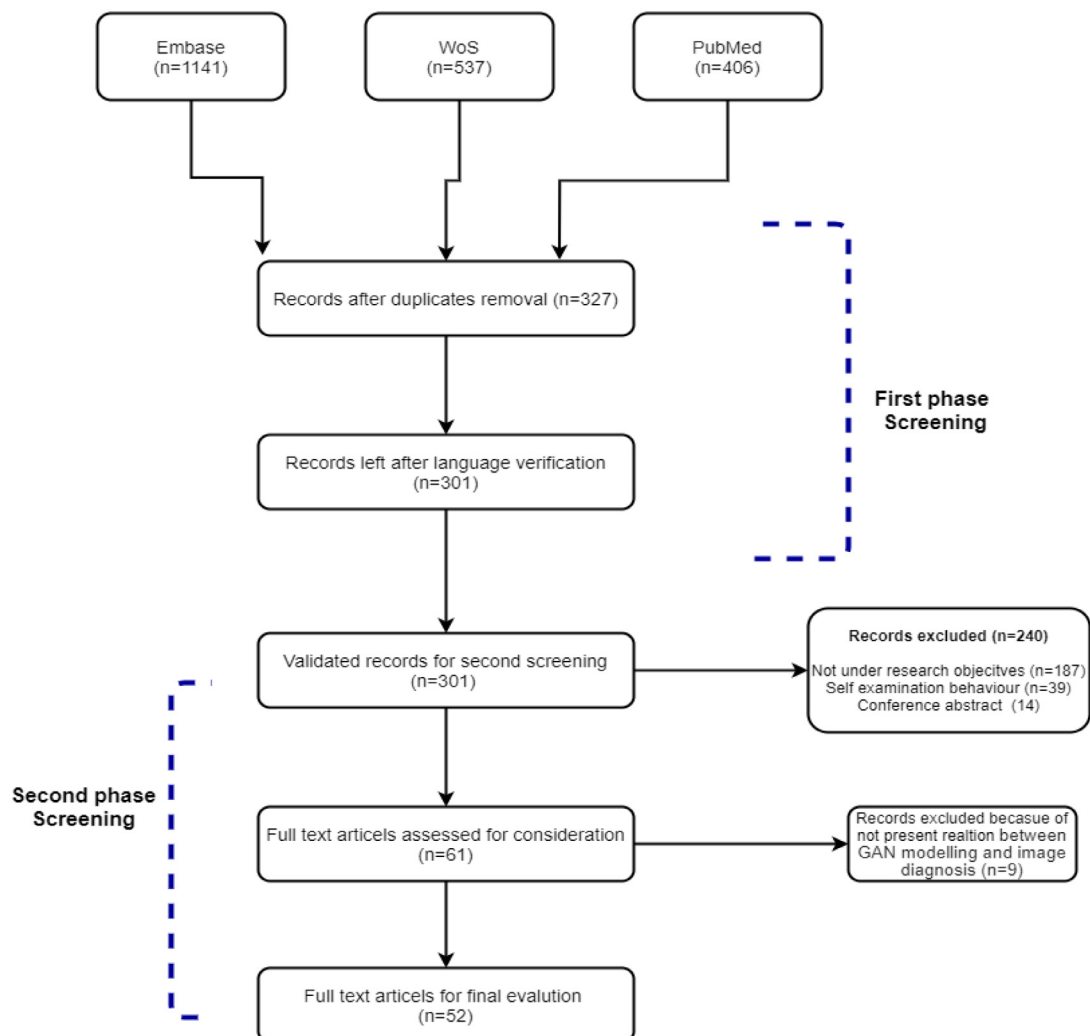 Embase
(n=1141)
WoS
(n=537)
PubMed
(n=406)
Records after duplicates removal (n=327)
First phase
Screening
Records left after language verification
(n=301)
Validated records for second screening
(n=301)
Records excluded (n=240)
Not under research objecitves (n=187)
Self examination behaviour (n=39)
Conference abstract (14)
Second phase
Screening
Full text articels assessed for consideration
(n=61)
Records excluded becasue of
not present realtion between
GAN modelling and image
diagnosis (n=9)
Full text articels for final evalution
(n=52)